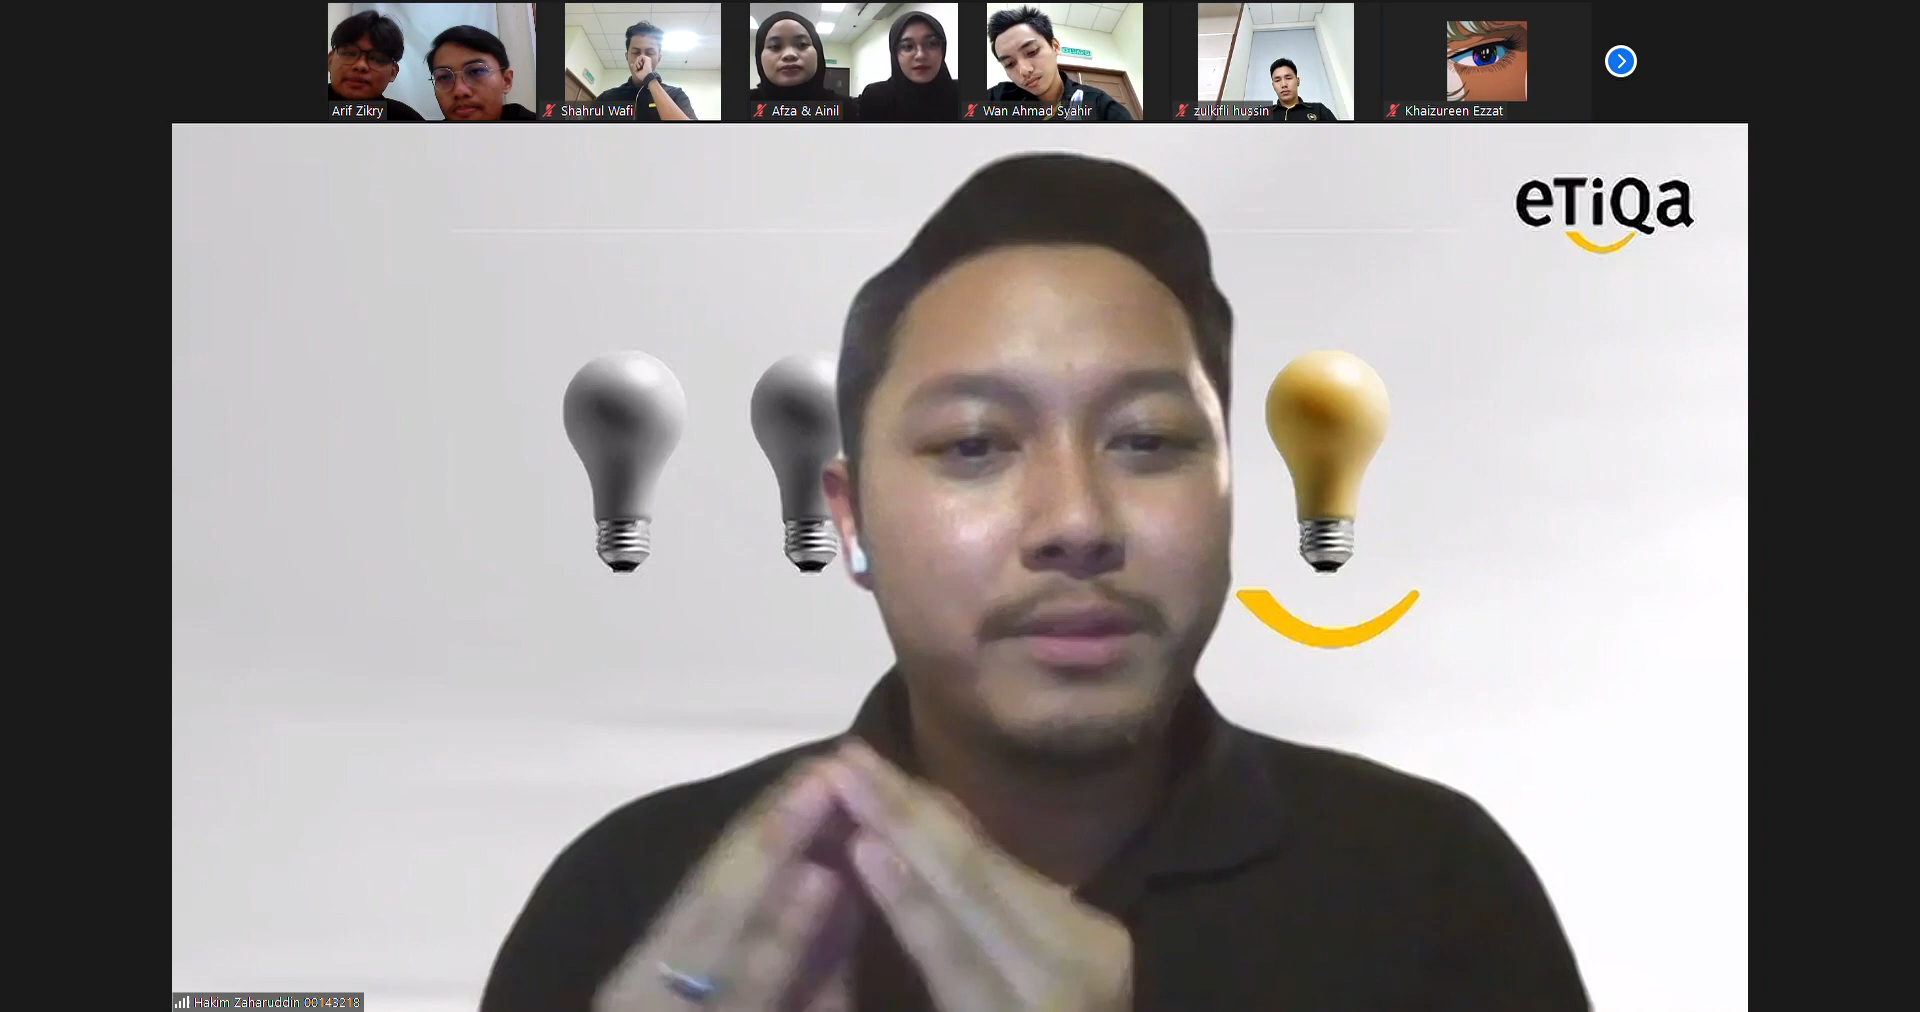 Arif Zikry
Shahrul Wafi
Afza & Ainil
Wan Ahmad Syahir
zulkifli hussin
Khaizureen Ezzat
eTiQa
Hakim Zaharuddin 00143218